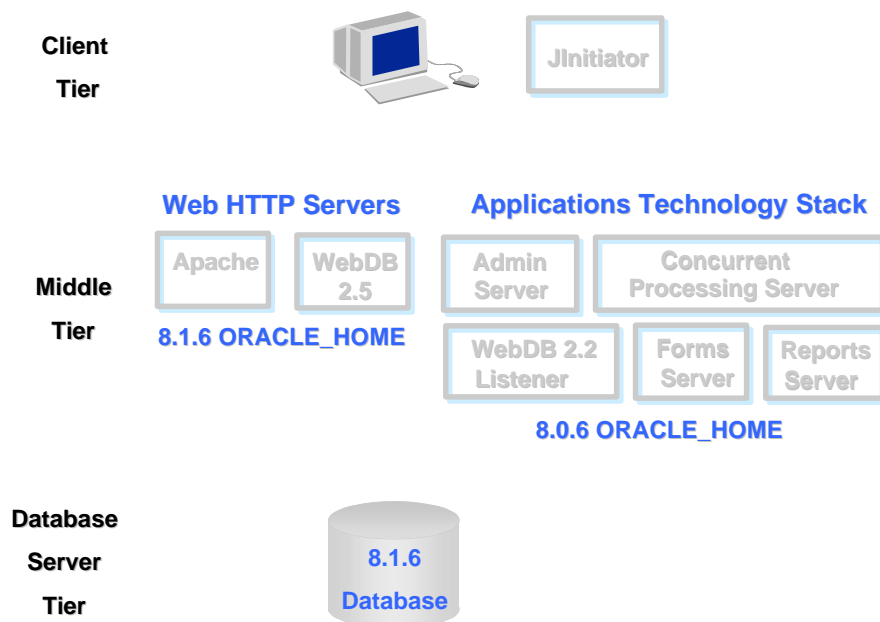 Client
Tier
JInitiator
Web HTTP Servers
Applications Technology Stack
Middle
Tier
Apache
WebDB
2.5
8.1.6 ORACLE_HOME
Admin
Server
Concurrent
Processing Server
WebDB 2.2
Listener
Forms
Server
Reports
Server
8.0.6 ORACLE_HOME
Database
Server
Tier
8.1.6
Database